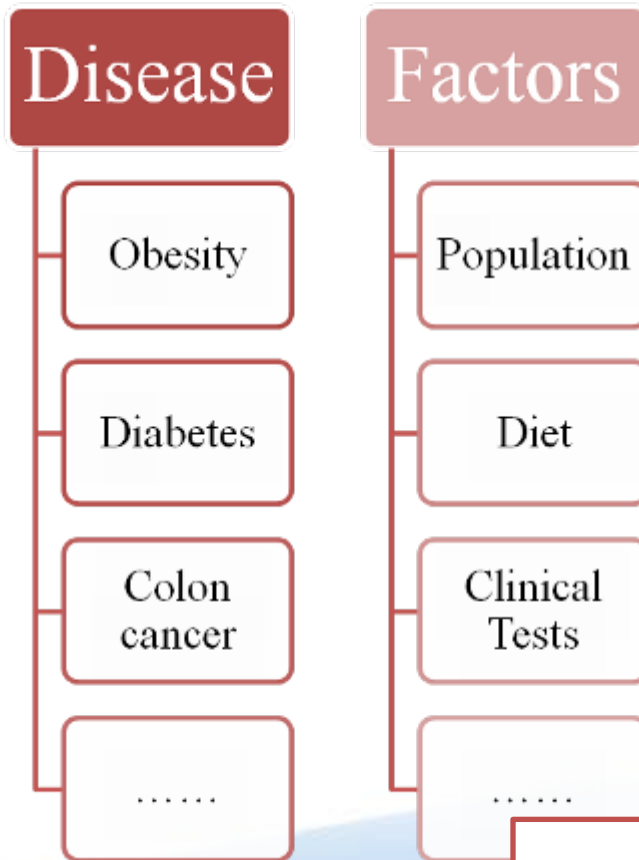 Disease
Obesity
Diabetes
Colon
cancer
……
Factors
Population
Diet
Clinical
Tests
……